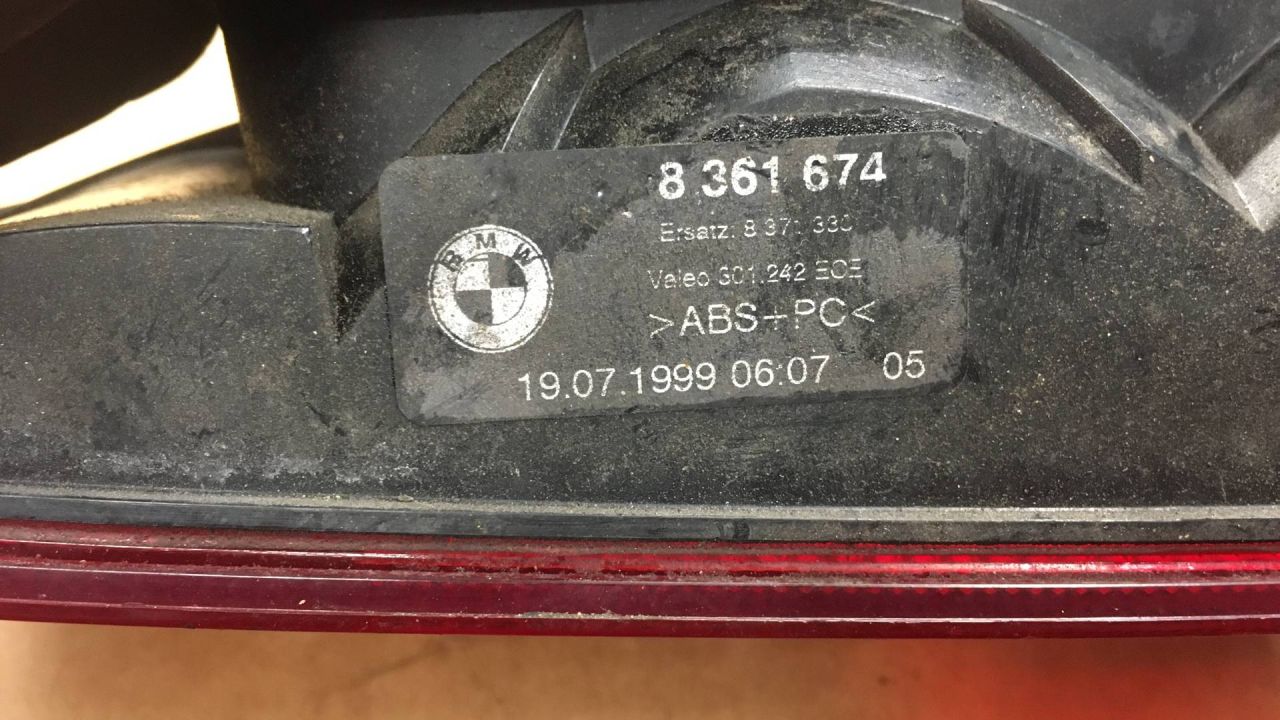 8 361 674
Ersatz: 8 371 330
BMW
Valeo 301.242 ECE
>ABS+PC<
19.07.1999 06:07 05